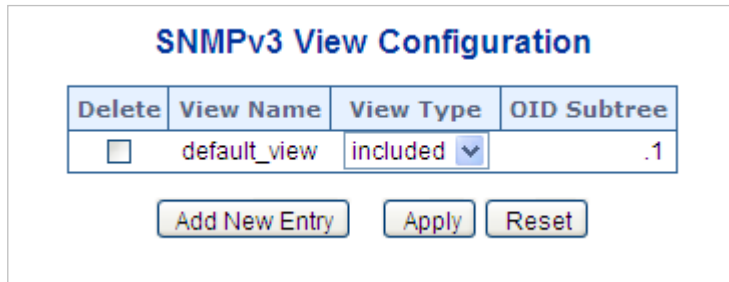 SNMPv3 View Configuration
Delete View Name View Type OID Subtree
default_view included .1
Add New Entry Apply Reset